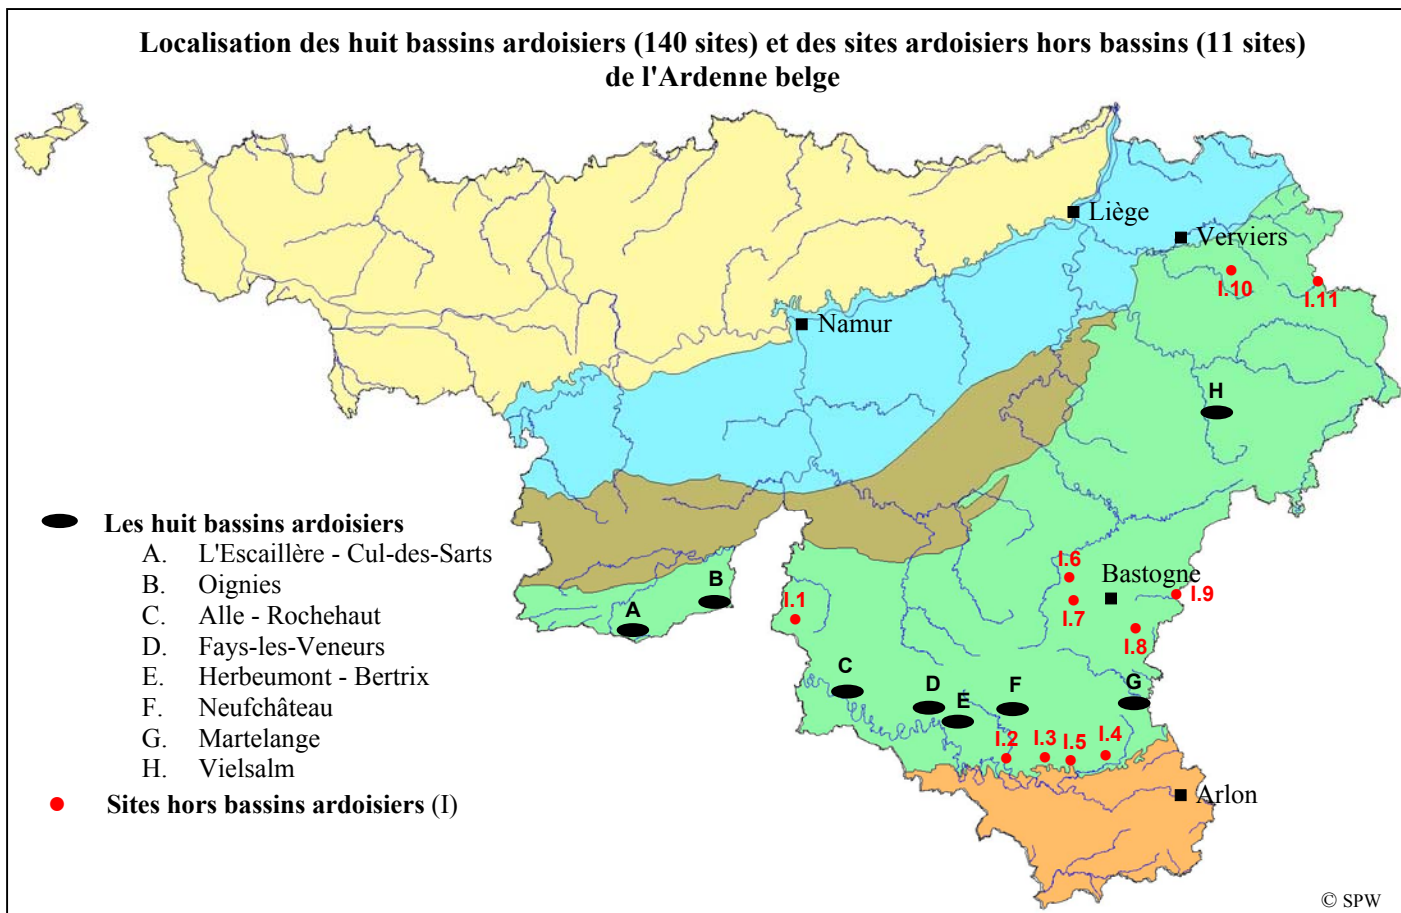 Localisation des huit bassins ardoisiers (140 sites) et des sites ardoisiers hors bassins (11 sites)
de l'Ardenne belge
Liège
Verviers
I.10
I.11
Namur
H
Les huit bassins ardoisiers
A. L'Escaillère - Cul-des-Sarts
B. Oignies
C. Alle - Rochehaut
D. Fays-les-Veneurs
E. Herbeumont - Bertrix
F. Neufchâteau
G. Martelange
H. Vielsalm
Sites hors bassins ardoisiers (I)
B
A
I.1
I.6
Bastogne
I.9
I.7
I.8
C
D
E
F
G
I.2
I.3
I.5
I.4
Arlon
© SPW